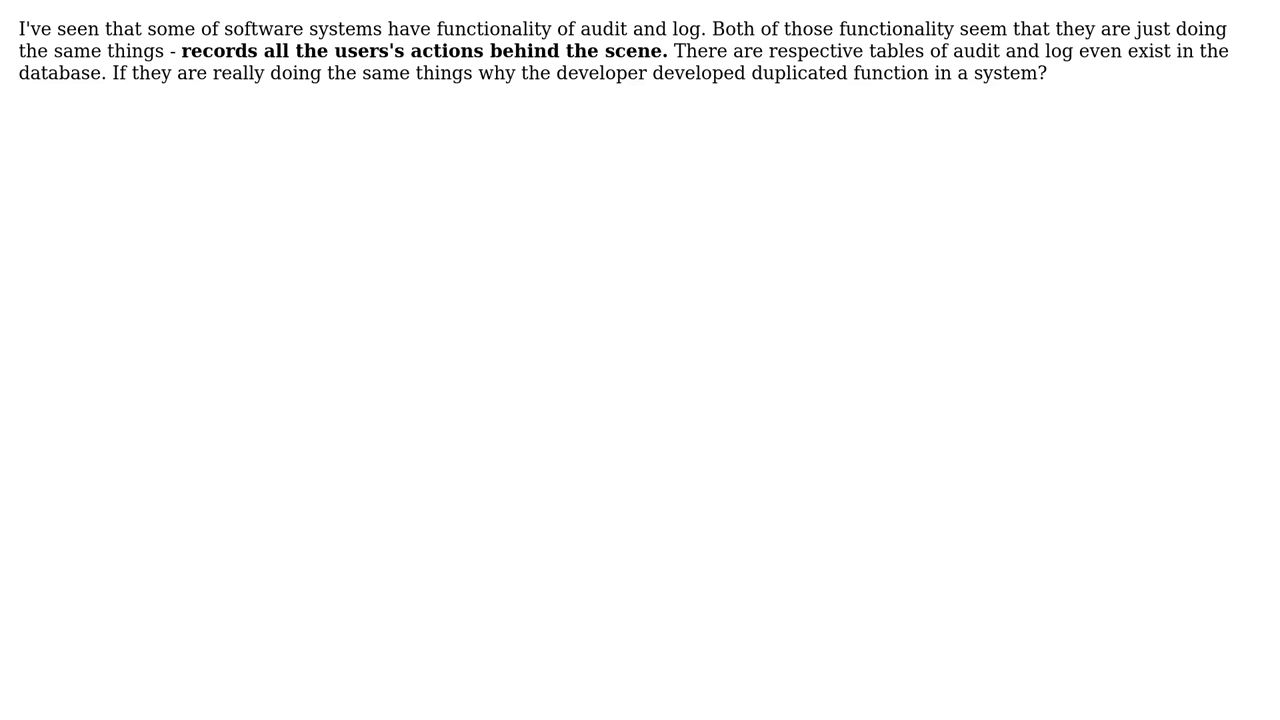 I've seen that some of software systems have functionality of audit and log. Both of those functionality seem that they are just doing
the same things - records all the users's actions behind the scene. There are respective tables of audit and log even exist in the
database. If they are really doing the same things why the developer developed duplicated function in a system?